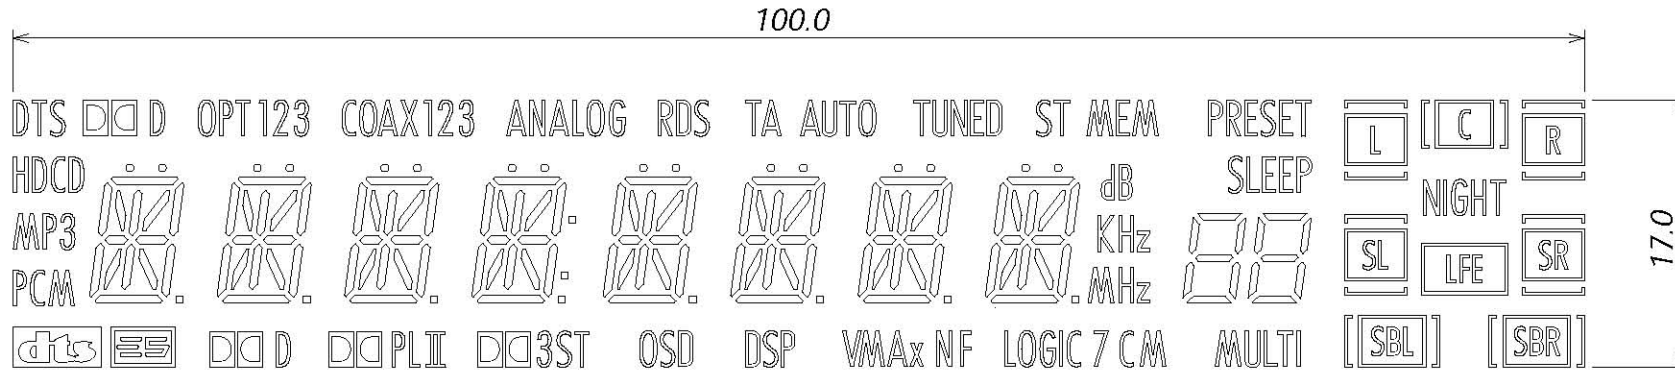 100.0
DTS D OPT 123 COAX123 ANALOG RDS TA AUTO TUNED ST MEM PRESET L C R
HDCD dB SLEEP
NIGHT
MP3 KHz 17.0
SL LFE SR
PCM MHz
dts ES D PLII 3ST OSD DSP VMAx NF LOGIC 7 CM MULTI SBL SBR